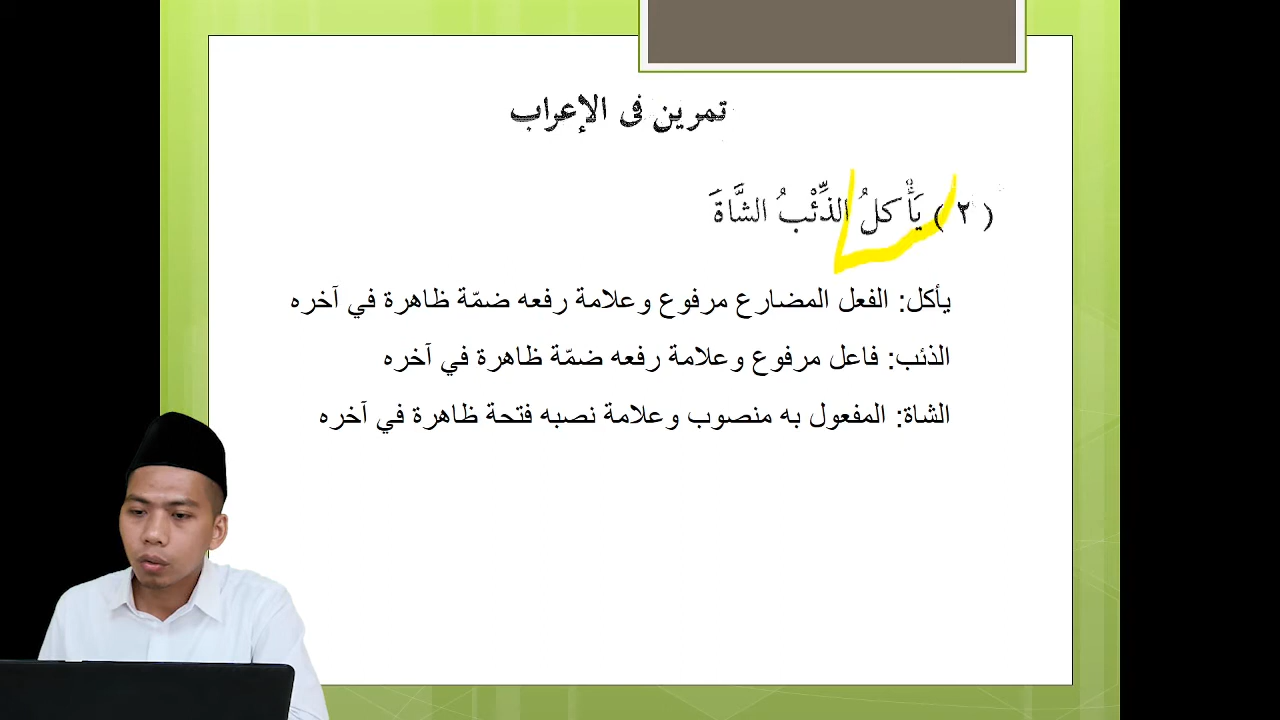 تمرين فى الإعراب
(٢) يَأْكلُ الذِّئْبُ الشَّاةَ
يأكل: الفعل المضارع مرفوع وعلامة رفعه ضمّة ظاهرة في آخره
الذئب: فاعل مرفوع وعلامة رفعه ضمّة ظاهرة في آخره
الشاة: المفعول به منصوب وعلامة نصبه فتحة ظاهرة في آخره